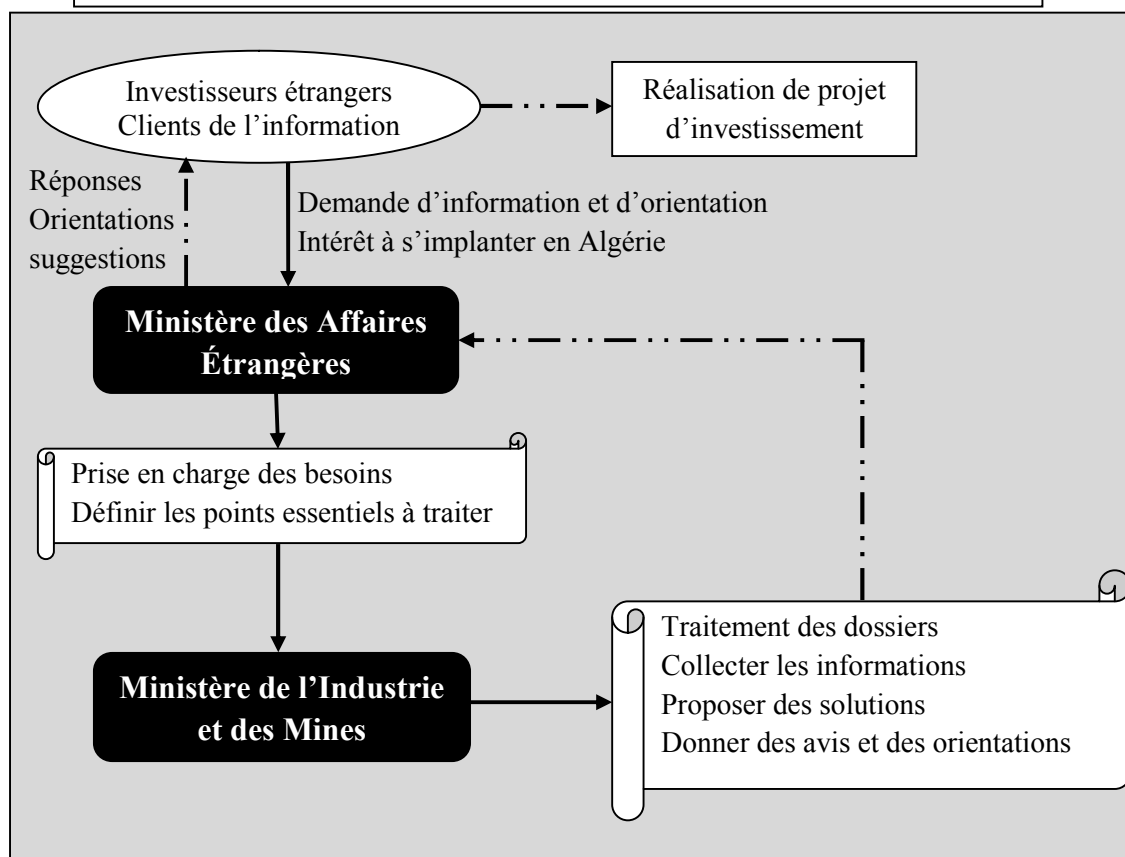 Investisseurs étrangers
Clients de l’information
Réalisation de projet
d’investissement
Réponses
Orientations
suggestions
Demande d’information et d’orientation
Intérêt à s’implanter en Algérie
Ministère des Affaires
Étrangères
Prise en charge des besoins
Définir les points essentiels à traiter
Ministère de l’Industrie
et des Mines
Traitement des dossiers
Collecter les informations
Proposer des solutions
Donner des avis et des orientations